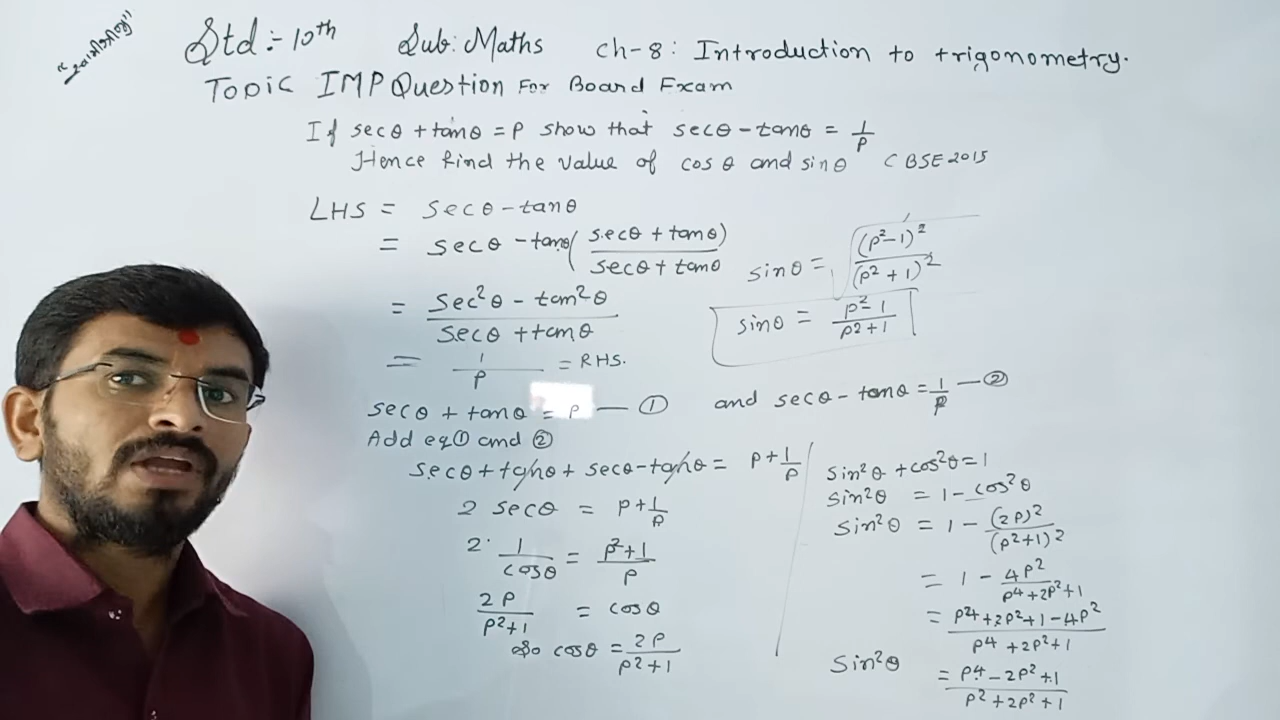 Std:- 10th Sub: Maths Ch-8: Introduction to trigonometry.
Topic IMP Question For Board Exam
If secθ + tanθ = P show that secθ - tanθ = 1/P
Hence find the value of cosθ and sinθ CBSE 2015
LHS = secθ - tanθ
= secθ - tanθ( secθ + tanθ) / secθ + tanθ
= sec²θ - tan²θ / secθ + tanθ
= 1/P = RHS.
sinθ = √(P²-1)² / (P²+1)²
sinθ = P²-1 / P²+1
secθ + tanθ = P — ① and secθ - tanθ = 1/P — ②
Add eq① and ②
secθ + tanθ + secθ - tanθ = P + 1/P
2 secθ = P + 1/P
2· 1/cosθ = P²+1 / P
2P / P²+1 = cosθ
So cosθ = 2P / P²+1
sin²θ + cos²θ = 1
sin²θ = 1 - cos²θ
sin²θ = 1 - (2P)² / (P²+1)²
= 1 - 4P² / P⁴+2P²+1
= P⁴+2P²+1-4P² / P⁴+2P²+1
sin²θ = P⁴-2P²+1 / P²+2P²+1